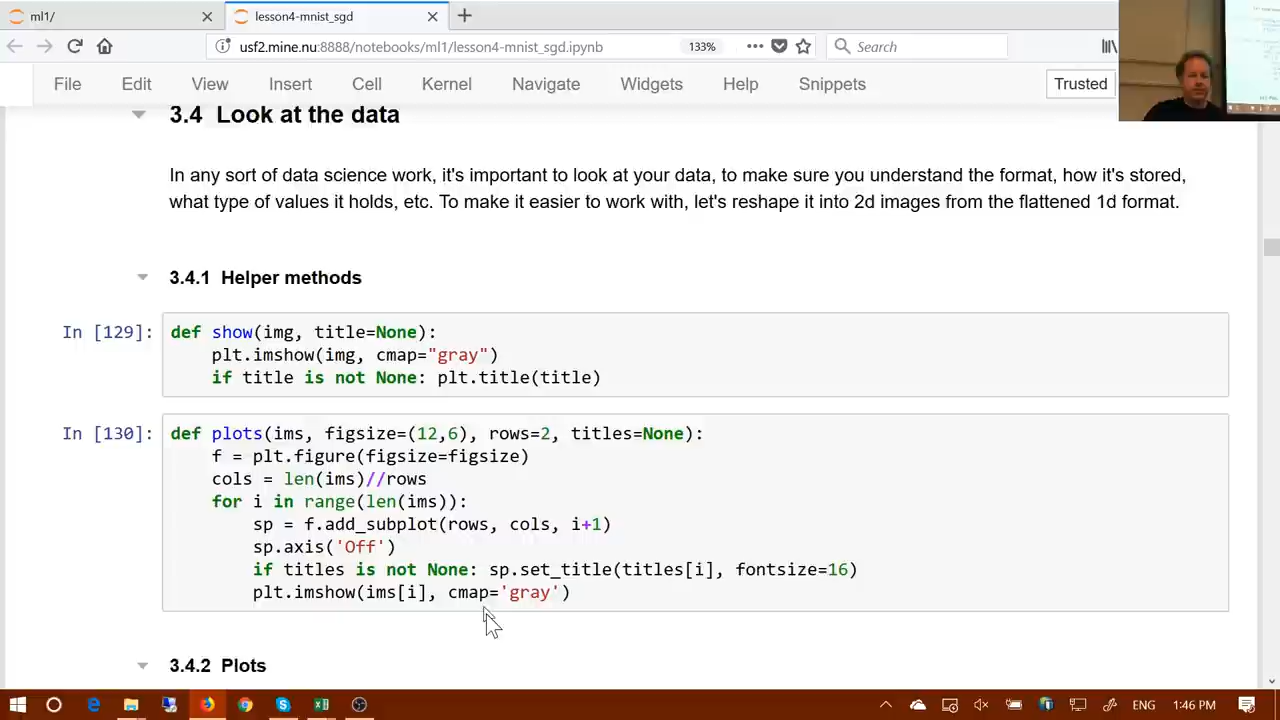 ml1/
lesson4-mnist_sgd
usf2.mine.nu:8888/notebooks/ml1/lesson4-mnist_sgd.ipynb
133%
Search
File Edit View Insert Cell Kernel Navigate Widgets Help Snippets
Trusted
3.4 Look at the data
In any sort of data science work, it's important to look at your data, to make sure you understand the format, how it's stored,
what type of values it holds, etc. To make it easier to work with, let's reshape it into 2d images from the flattened 1d format.
3.4.1 Helper methods
In [129]:
def show(img, title=None):
    plt.imshow(img, cmap="gray")
    if title is not None: plt.title(title)
In [130]:
def plots(ims, figsize=(12,6), rows=2, titles=None):
    f = plt.figure(figsize=figsize)
    cols = len(ims)//rows
    for i in range(len(ims)):
        sp = f.add_subplot(rows, cols, i+1)
        sp.axis('Off')
        if titles is not None: sp.set_title(titles[i], fontsize=16)
        plt.imshow(ims[i], cmap='gray')
3.4.2 Plots
ENG
1:46 PM